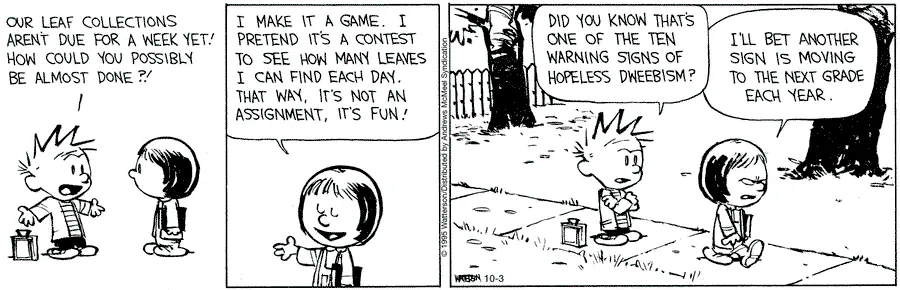 OUR LEAF COLLECTIONS
AREN'T DUE FOR A WEEK YET!
HOW COULD YOU POSSIBLY
BE ALMOST DONE?!
I MAKE IT A GAME. I
PRETEND IT'S A CONTEST
TO SEE HOW MANY LEAVES
I CAN FIND EACH DAY.
THAT WAY, IT'S NOT AN
ASSIGNMENT, IT'S FUN!
© 1995 Watterson/Distributed by Andrews McMeel Syndication
DID YOU KNOW THAT'S
ONE OF THE TEN
WARNING SIGNS OF
HOPELESS DWEEBISM?
I'LL BET ANOTHER
SIGN IS MOVING
TO THE NEXT GRADE
EACH YEAR.
WATTERSON 10-3